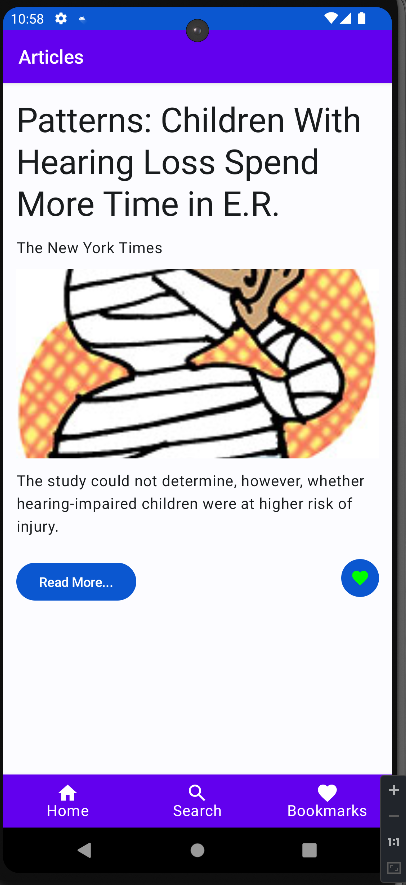 10:58
Articles
Patterns: Children With
Hearing Loss Spend
More Time in E.R.
The New York Times
The study could not determine, however, whether
hearing-impaired children were at higher risk of
injury.
Read More...
Home Search Bookmarks
1:1